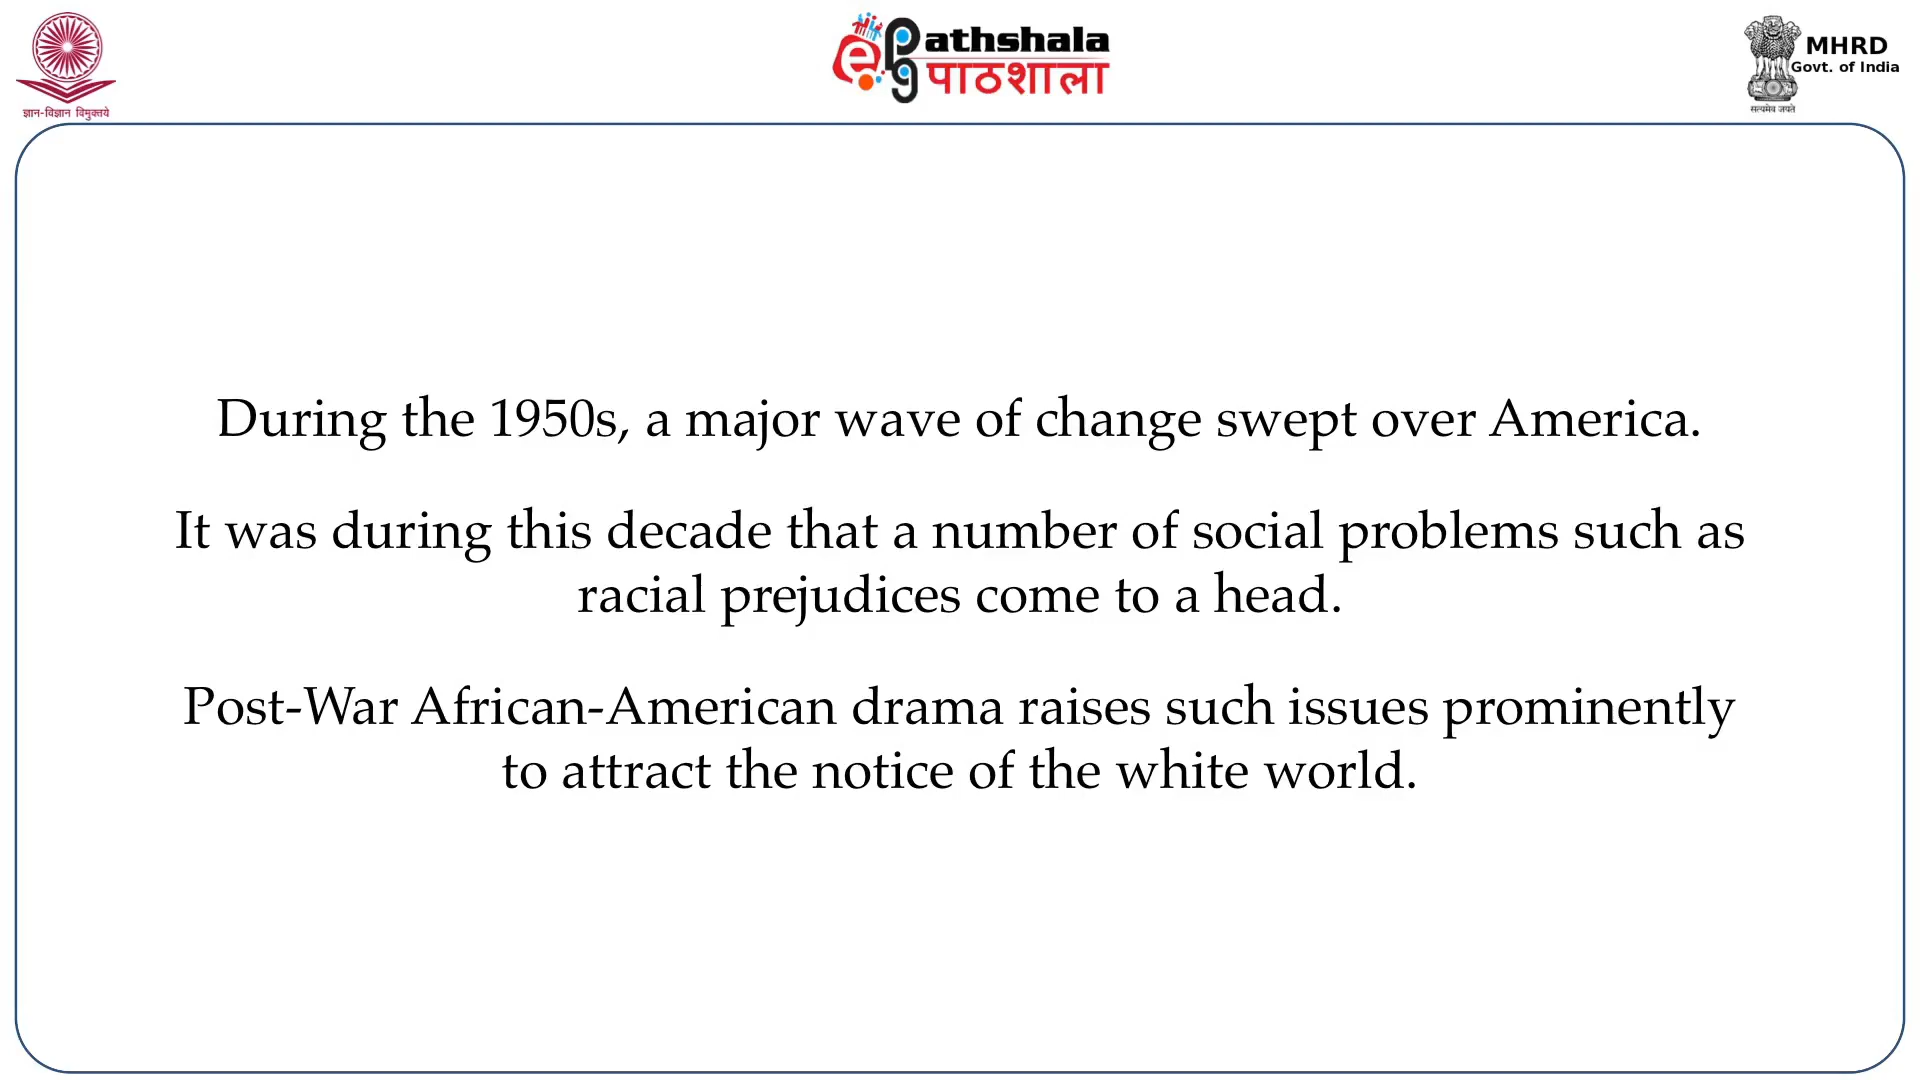 ज्ञान-विज्ञान विमुक्तये
ePathshala
पाठशाला
MHRD
Govt. of India
सत्यमेव जयते
During the 1950s, a major wave of change swept over America.
It was during this decade that a number of social problems such as
racial prejudices come to a head.
Post-War African-American drama raises such issues prominently
to attract the notice of the white world.